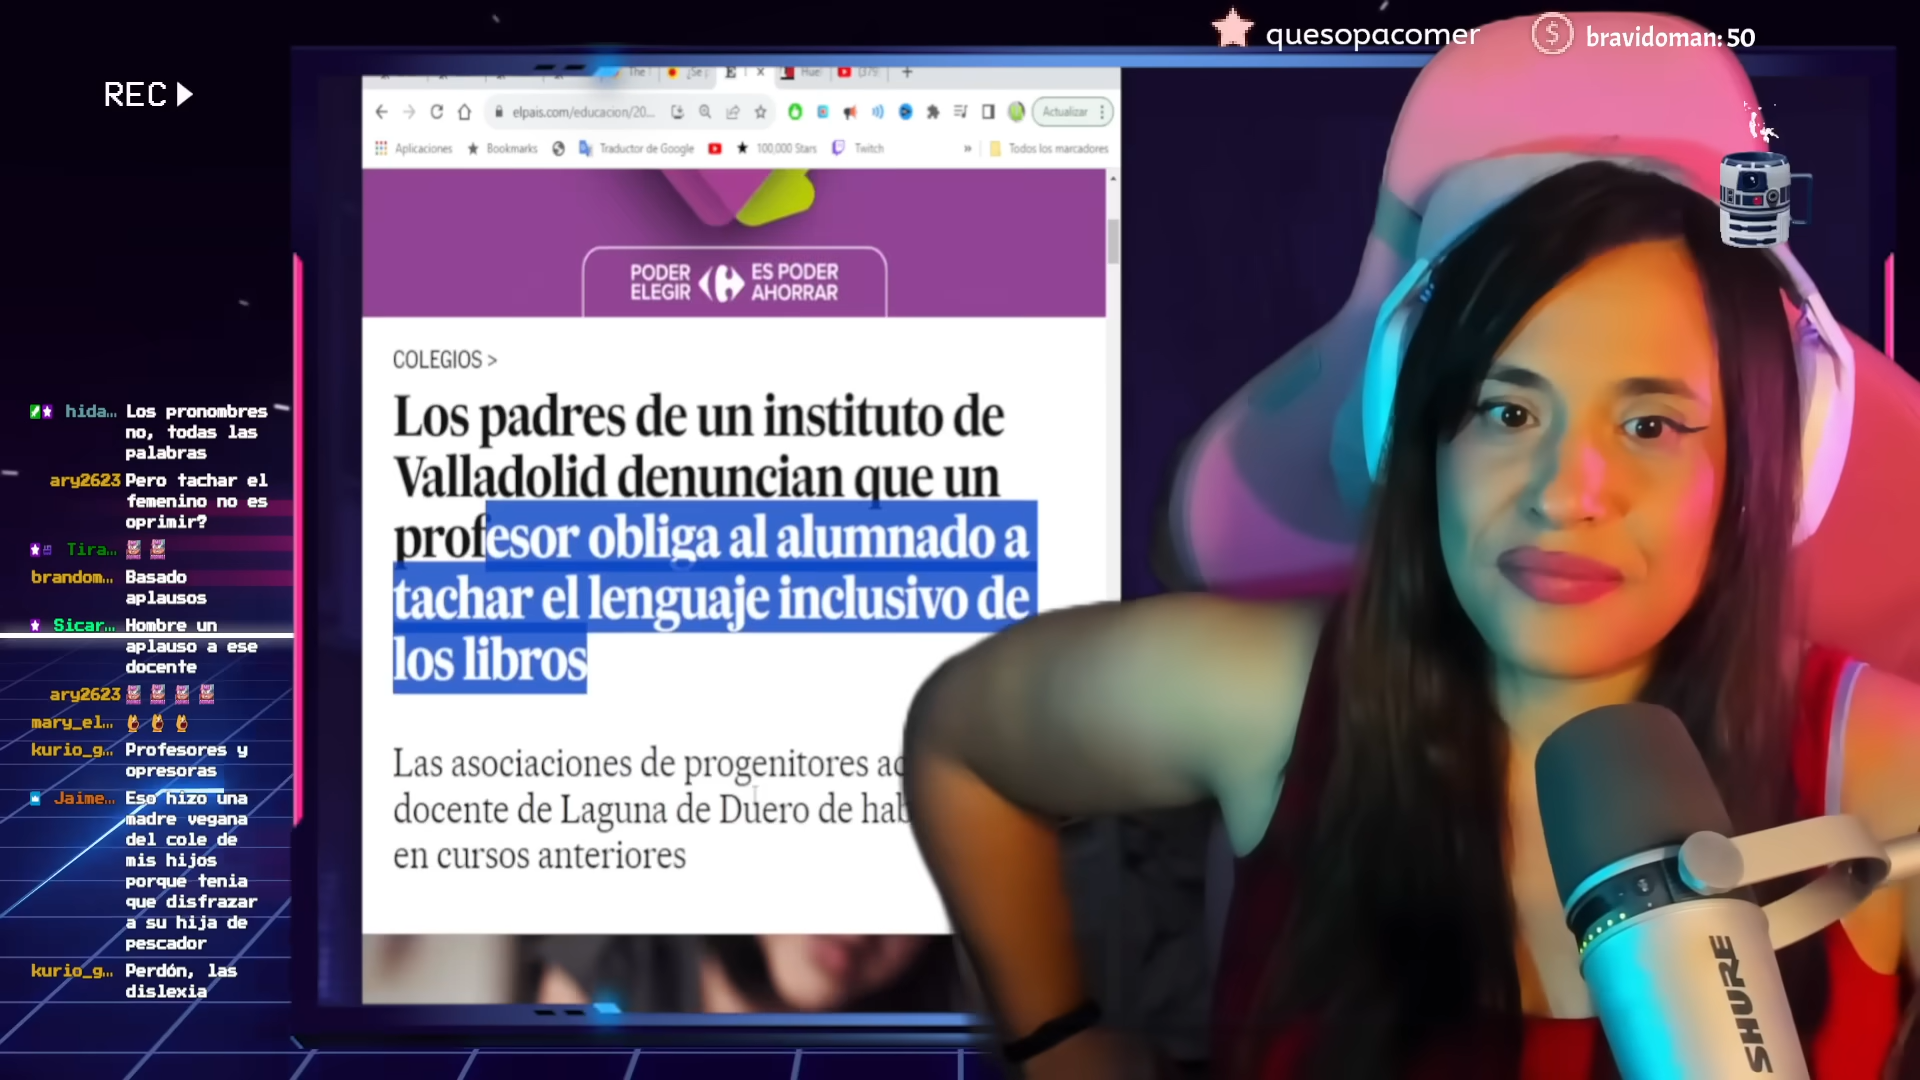 quesopacomer
bravidoman: 50
REC
The
¿Se
E
Hue
(379
elpais.com/educacion/20...
Actualizar
Aplicaciones
Bookmarks
Traductor de Google
100,000 Stars
Twitch
»
Todos los marcadores
PODER ELEGIR
ES PODER AHORRAR
COLEGIOS >
Los padres de un instituto de
Valladolid denuncian que un
profesor obliga al alumnado a
tachar el lenguaje inclusivo de
los libros
Las asociaciones de progenitores
docente de Laguna de Duero de
en cursos anteriores
hida... Los pronombres
no, todas las
palabras
ary2623 Pero tachar el
femenino no es
oprimir?
Tira...
brandom... Basado
aplausos
Sicar... Hombre un
aplauso a ese
docente
ary2623
mary_el...
kurio_g... Profesores y
opresoras
Jaime... Eso hizo una
madre vegana
del cole de
mis hijos
porque tenia
que disfrazar
a su hija de
pescador
kurio_g... Perdón, las
dislexia
SHURE